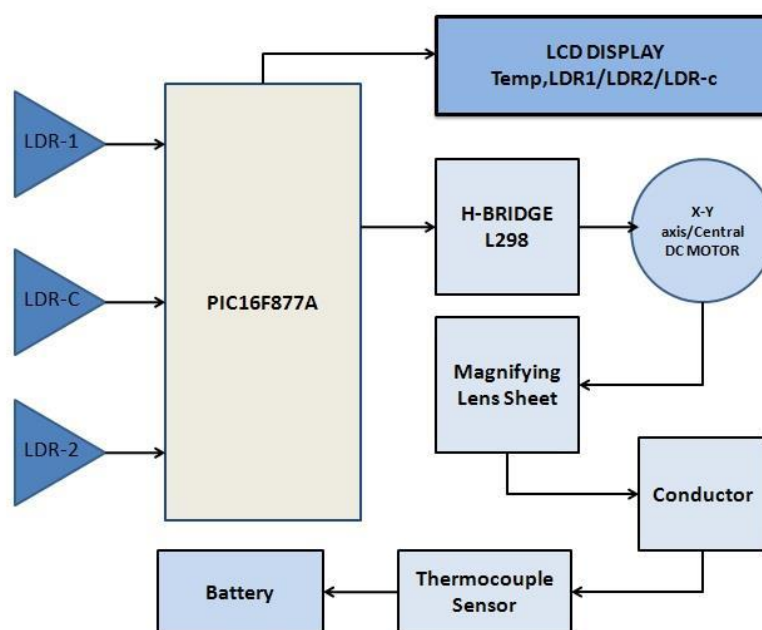 LCD DISPLAY
Temp,LDR1/LDR2/LDR-c
LDR-1
LDR-C
LDR-2
PIC16F877A
H-BRIDGE
L298
X-Y
axis/Central
DC MOTOR
Magnifying
Lens Sheet
Conductor
Thermocouple
Sensor
Battery